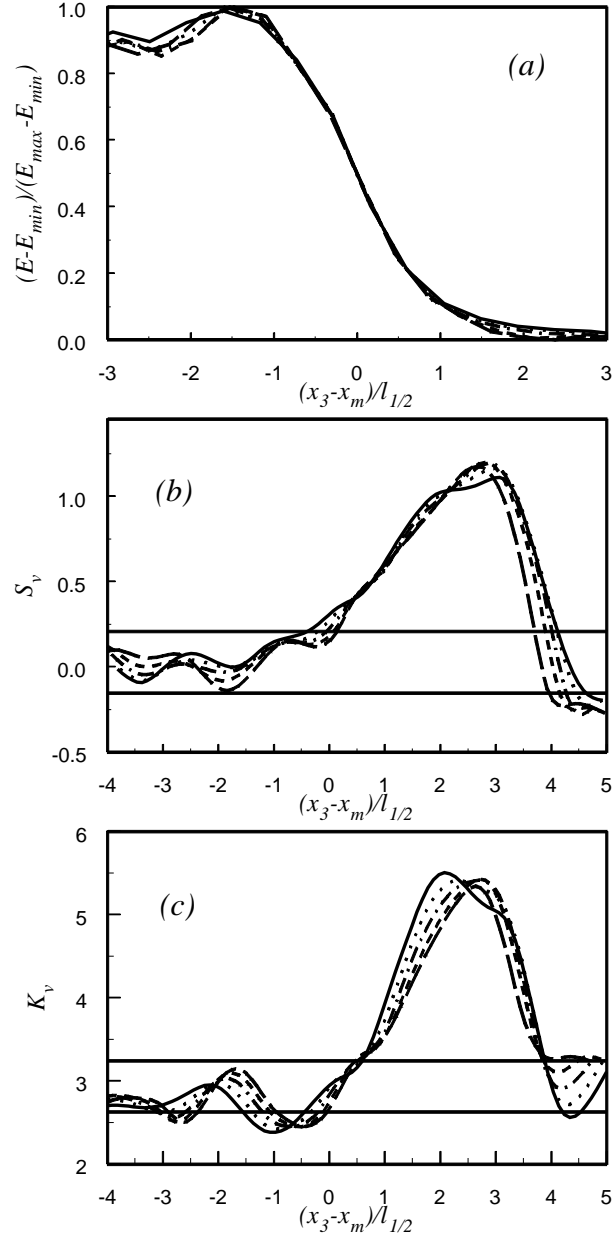 (E-E_min)/(E_max-E_min)
1.0
0.8
0.6
0.4
0.2
0.0
(a)
-3 -2 -1 0 1 2 3
(x_3-x_m)/l_1/2
S_v
1.0
0.5
0.0
-0.5
(b)
-4 -3 -2 -1 0 1 2 3 4 5
(x_3-x_m)/l_1/2
K_v
6
5
4
3
2
(c)
-4 -3 -2 -1 0 1 2 3 4 5
(x_3-x_m)/l_1/2